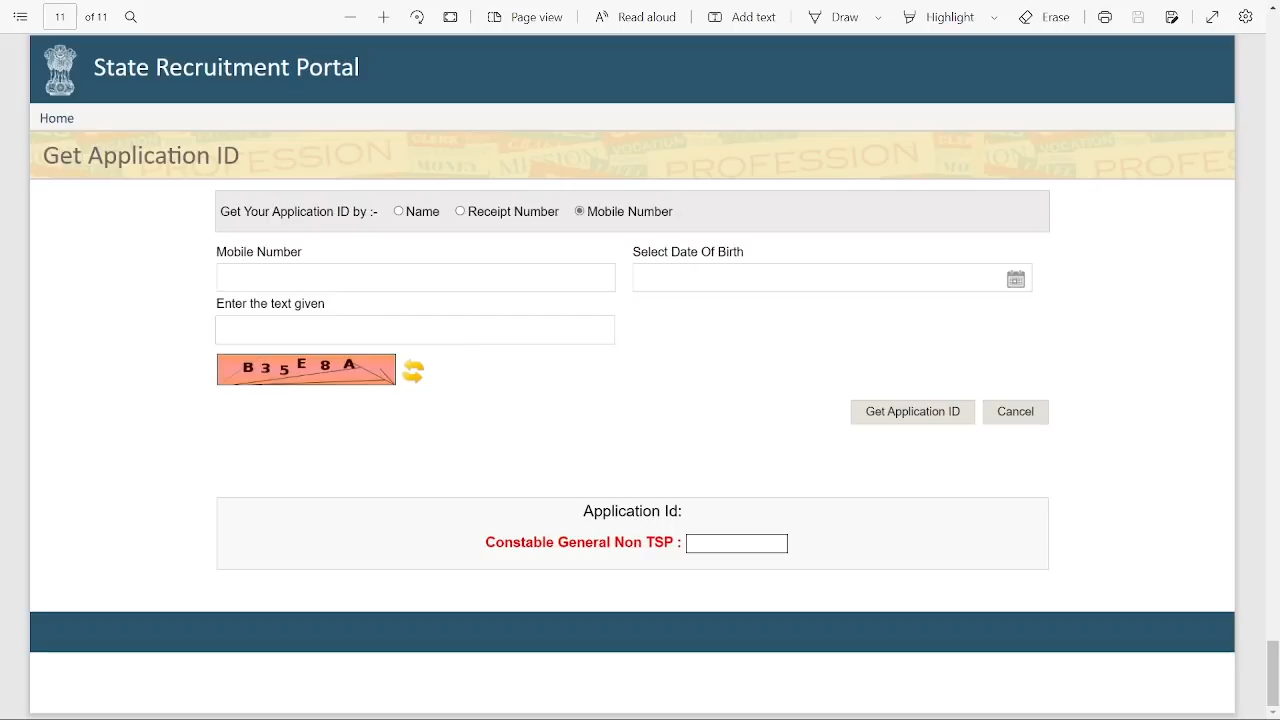 11 of 11 Page view Read aloud Add text Draw Highlight Erase
State Recruitment Portal
Home
Get Application ID
Get Your Application ID by :- Name Receipt Number Mobile Number
Mobile Number Select Date Of Birth
Enter the text given
B 3 5 E 8 A
Get Application ID Cancel
Application Id:
Constable General Non TSP :